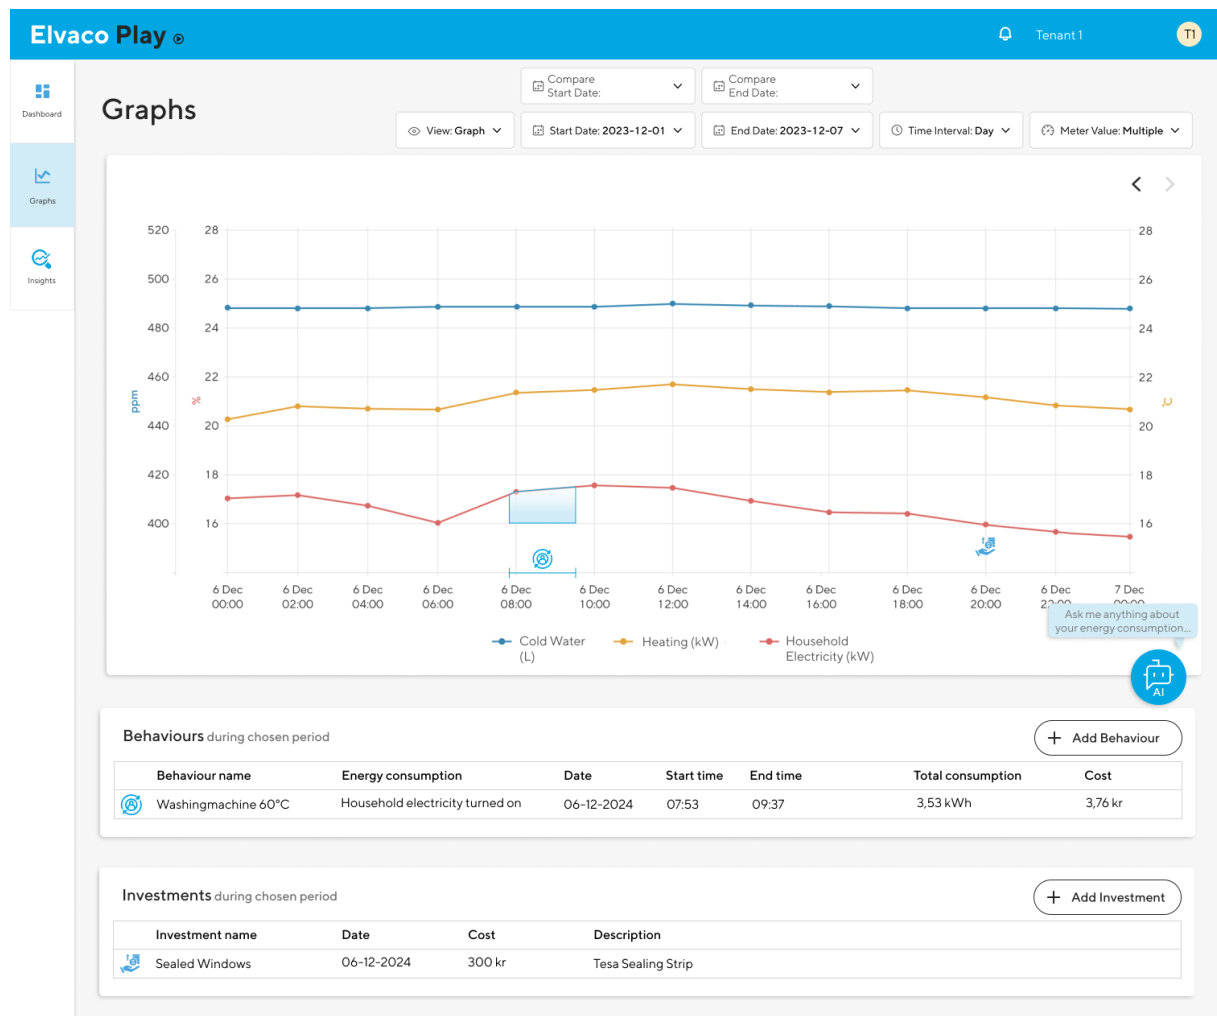 Elvaco Play
Tenant 1
T1
Dashboard
Graphs
Insights
Graphs
Compare
Start Date:
Compare
End Date:
View: Graph
Start Date: 2023-12-01
End Date: 2023-12-07
Time Interval: Day
Meter Value: Multiple
520 28 28
500 26 26
480 24 24
460 22 22
ppm % °C
440 20 20
420 18 18
400 16 16
6 Dec 6 Dec 6 Dec 6 Dec 6 Dec 6 Dec 6 Dec 6 Dec 6 Dec 6 Dec 6 Dec 6 Dec 7 Dec
00:00 02:00 04:00 06:00 08:00 10:00 12:00 14:00 16:00 18:00 20:00 22:00 00:00
Ask me anything about
your energy consumption...
AI
Cold Water
(L)
Heating (kW)
Household
Electricity (kW)
Behaviours during chosen period
+ Add Behaviour
Behaviour name Energy consumption Date Start time End time Total consumption Cost
Washingmachine 60°C Household electricity turned on 06-12-2024 07:53 09:37 3,53 kWh 3,76 kr
Investments during chosen period
+ Add Investment
Investment name Date Cost Description
Sealed Windows 06-12-2024 300 kr Tesa Sealing Strip